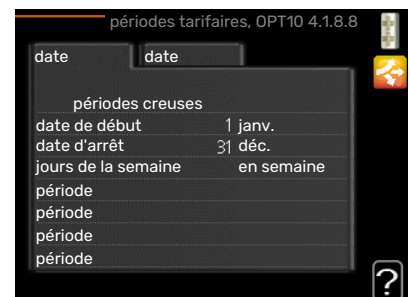 périodes tarifaires, OPT10 4.1.8.8
date date
périodes creuses
date de début 1 janv.
date d'arrêt 31 déc.
jours de la semaine en semaine
période
période
période
période
?